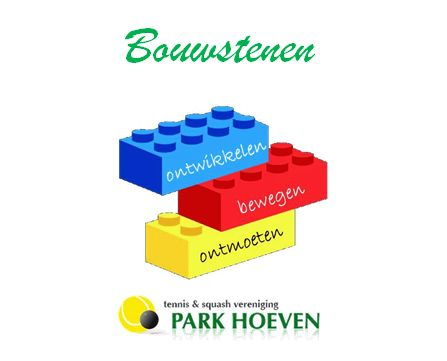 Bouwstenen
ontwikkelen
bewegen
ontmoeten
tennis & squash vereniging
PARK HOEVEN